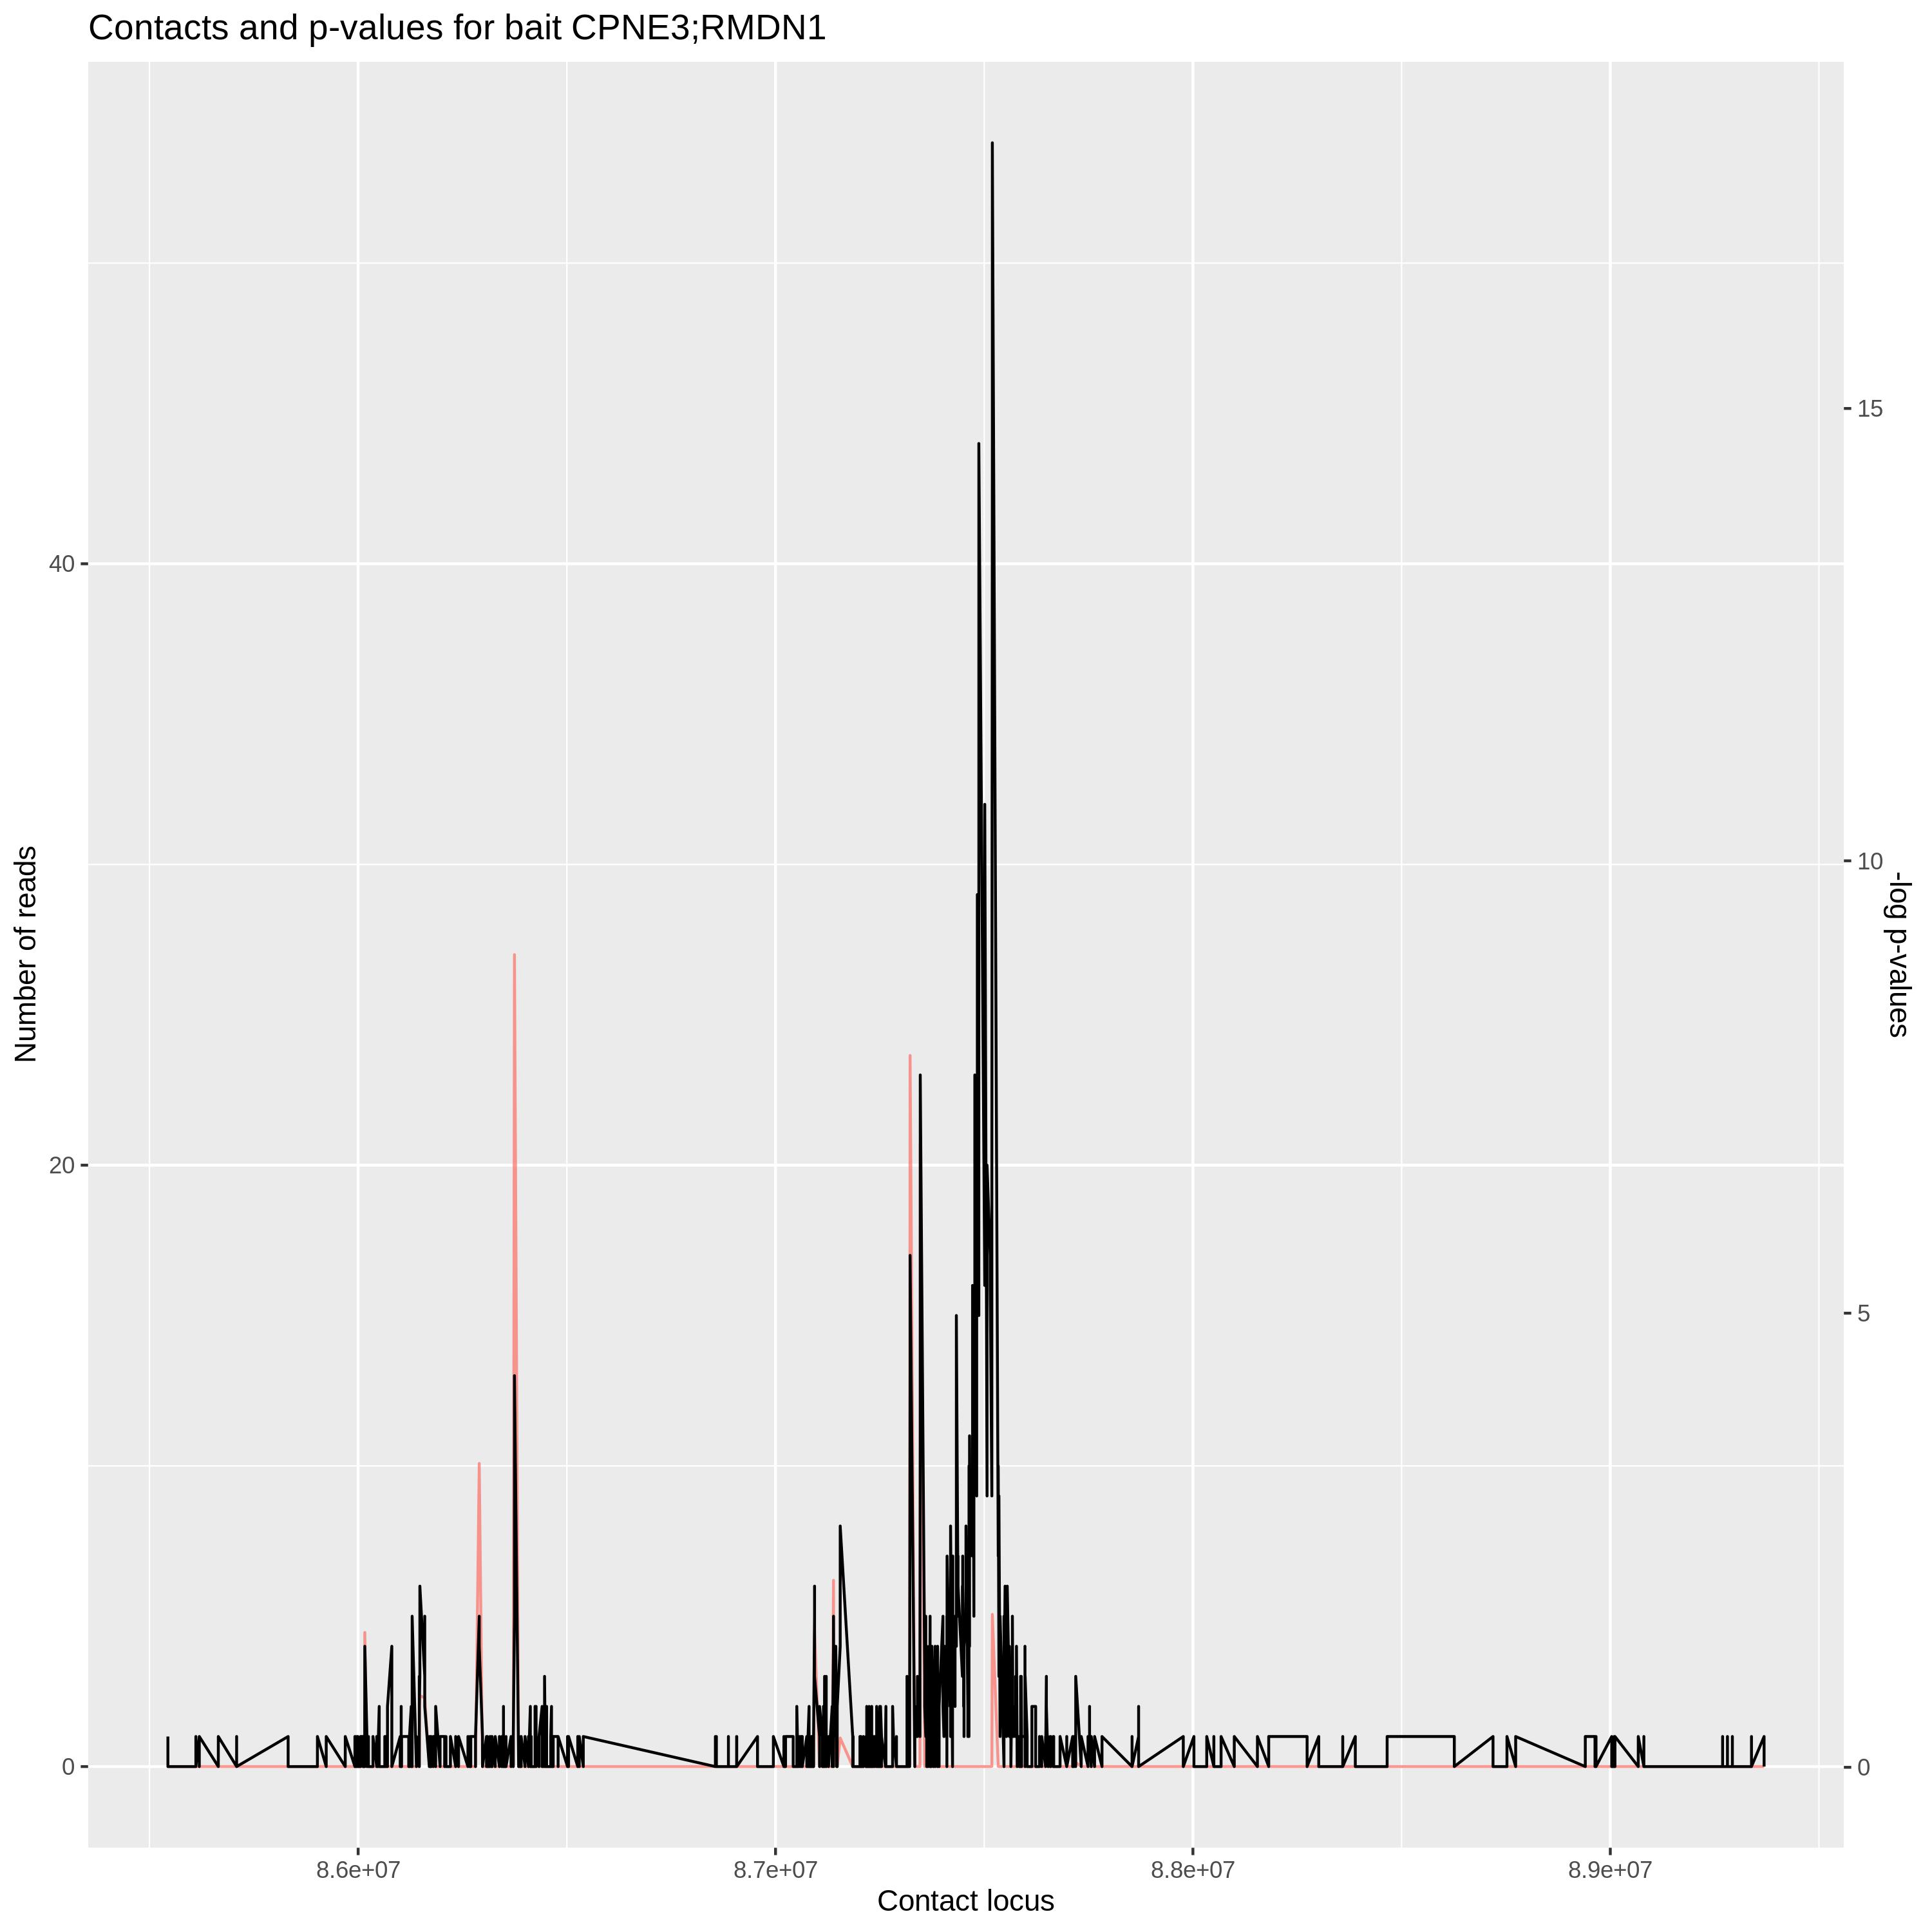 Contacts and p-values for bait CPNE3;RMDN1
40
20
0
Number of reads
15
10
5
0
-log p-values
8.6e+07
8.7e+07
8.8e+07
8.9e+07
Contact locus